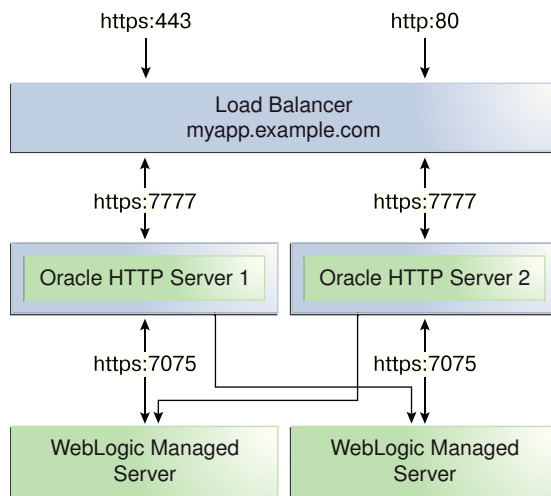 https:443
http:80
Load Balancer
myapp.example.com
https:7777
https:7777
Oracle HTTP Server 1
Oracle HTTP Server 2
https:7075
https:7075
WebLogic Managed
Server
WebLogic Managed
Server